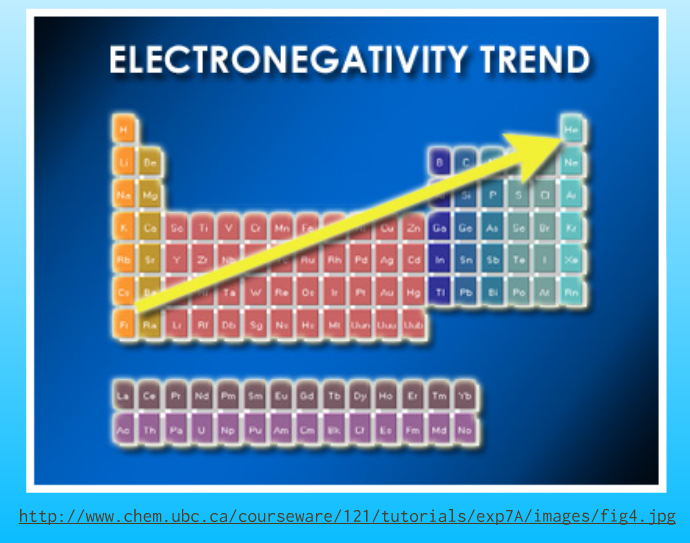 ELECTRONEGATIVITY TREND
H He
Li Be B C Ne
Na Mg Si P S Cl Ar
K Ca Sc Ti V Cr Mn Fe Cu Zn Ga Ge As Se Br Kr
Rb Sr Y Zr Nb Ru Rh Pd Ag Cd In Sn Sb Te I Xe
Cs Ba Ta W Re Os Ir Pt Au Hg Tl Pb Bi Po At Rn
Fr Ra Lr Rf Db Sg Ns Hs Mt Uun Uuu Uub
La Ce Pr Nd Pm Sm Eu Gd Tb Dy Ho Er Tm Yb
Ac Th Pa U Np Pu Am Cm Bk Cf Es Fm Md No
http://www.chem.ubc.ca/courseware/121/tutorials/exp7A/images/fig4.jpg